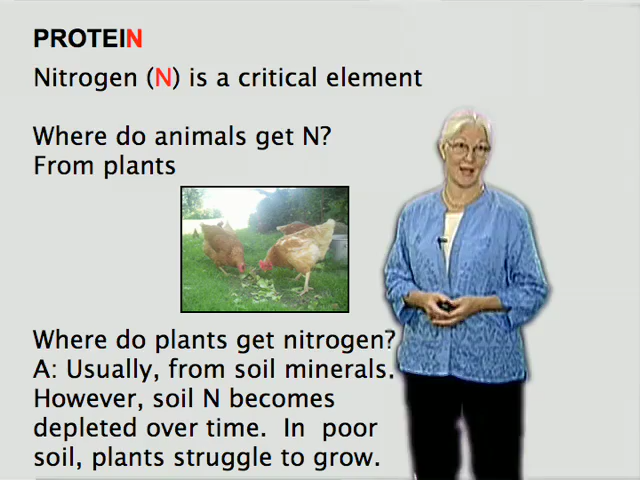 PROTEIN
Nitrogen (N) is a critical element
Where do animals get N?
From plants
Where do plants get nitrogen?
A: Usually, from soil minerals.
However, soil N becomes
depleted over time.  In  poor
soil, plants struggle to grow.